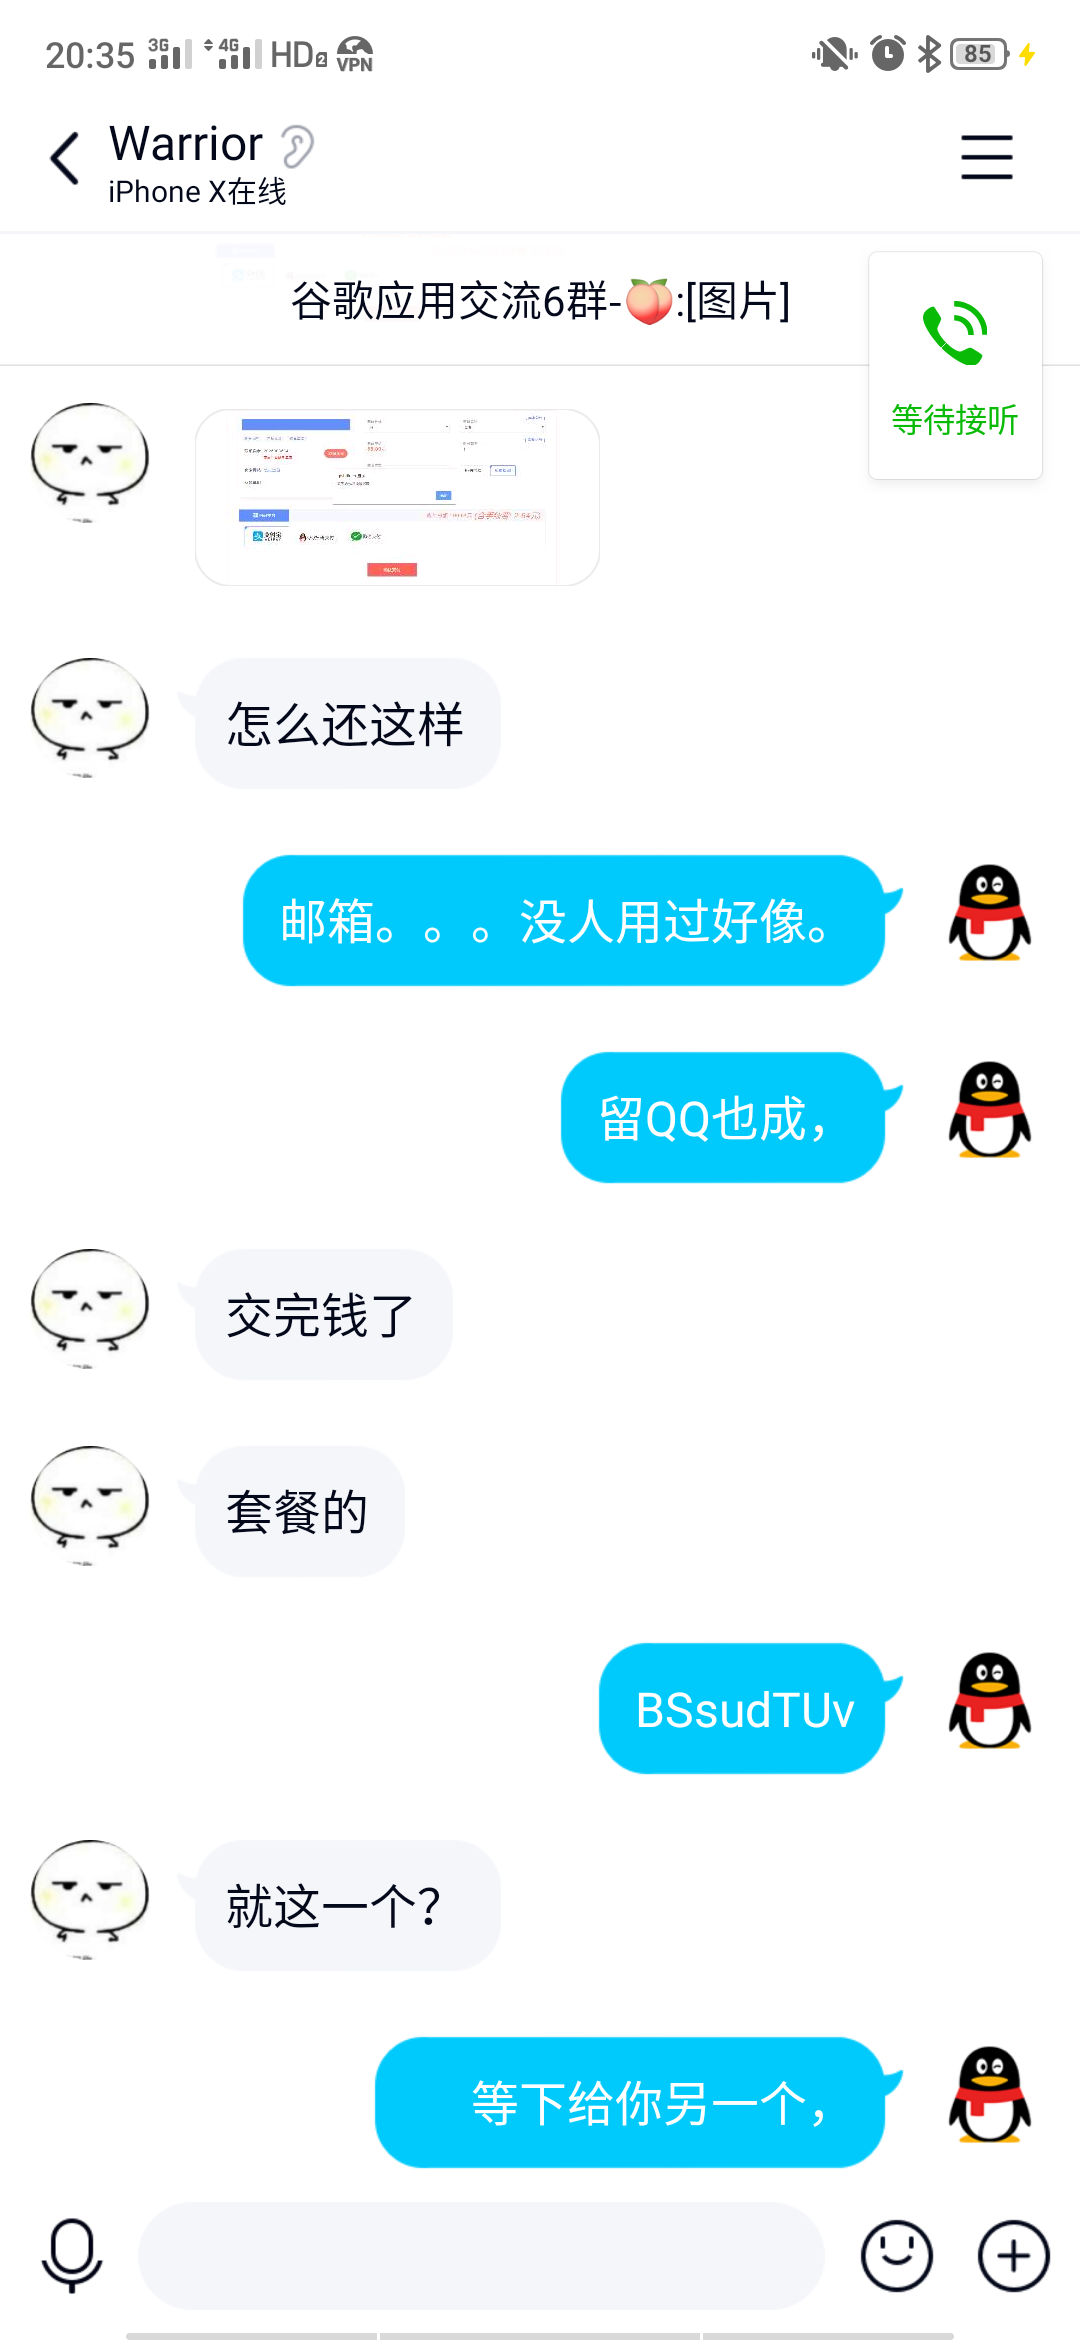 20:35 3G 4G HD2 VPN 85
Warrior
iPhone X在线
谷歌应用交流6群-🍑:[图片]
等待接听
怎么还这样
邮箱。。。没人用过好像。
留QQ也成，
交完钱了
套餐的
BSsudTUv
就这一个？
等下给你另一个，